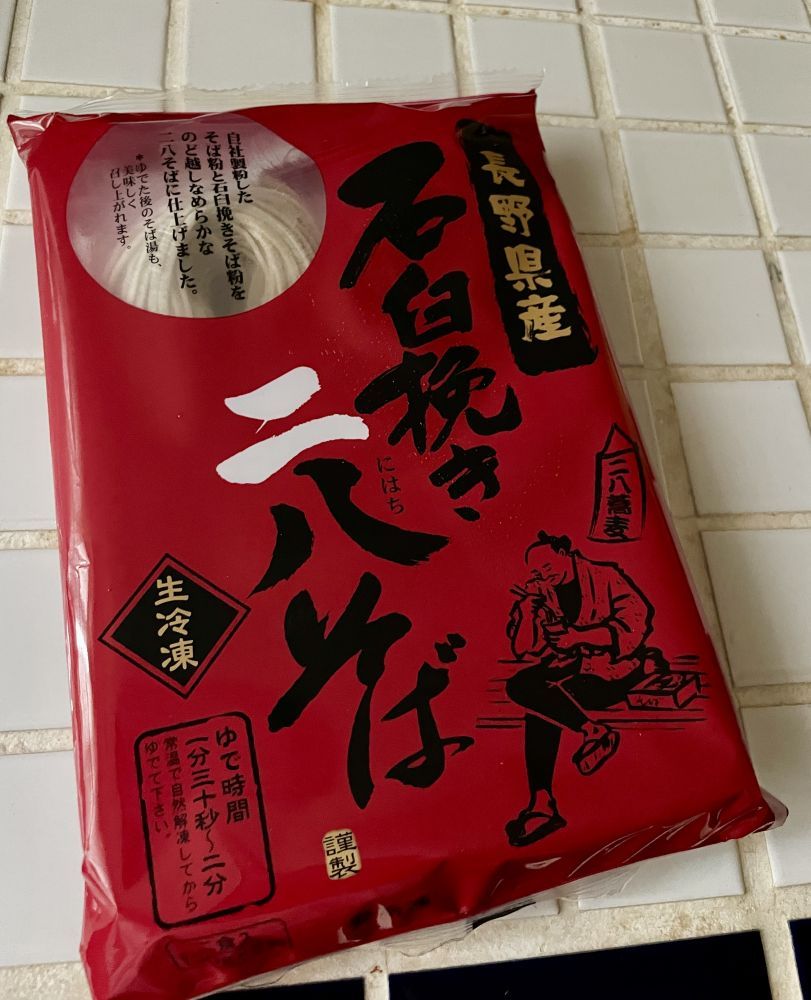 長野県産
石臼挽き
二八そば
にはち
自社製粉した
そば粉と石臼挽きそば粉を
のど越しなめらかな
二八そばに仕上げました。
＊ゆでた後のそば湯も、
美味しく
召し上がれます。
二八蕎麦
生冷凍
ゆで時間
一分三十秒～二分
常温で自然解凍してから
ゆでて下さい。
謹製